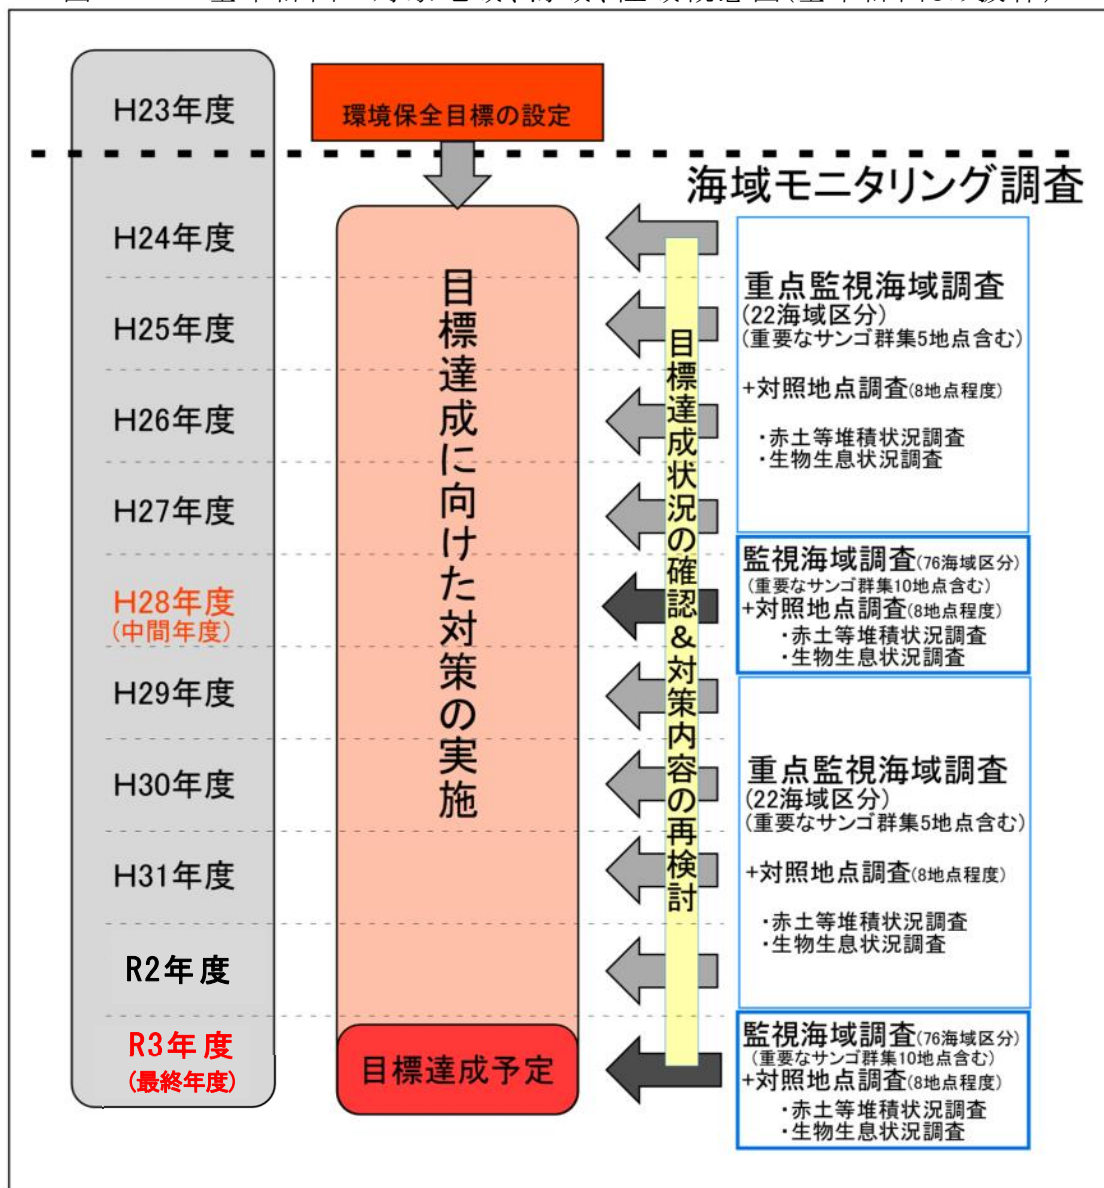 H23年度
環境保全目標の設定
海域モニタリング調査
H24年度
H25年度
H26年度
H27年度
H28年度
(中間年度)
H29年度
H30年度
H31年度
R2年度
R3年度
(最終年度)
目標達成に向けた対策の実施
目標達成予定
目標達成状況の確認&対策内容の再検討
重点監視海域調査
(22海域区分)
(重要なサンゴ群集5地点含む)
+対照地点調査(8地点程度)
・赤土等堆積状況調査
・生物生息状況調査
監視海域調査(76海域区分)
(重要なサンゴ群集10地点含む)
+対照地点調査(8地点程度)
・赤土等堆積状況調査
・生物生息状況調査
重点監視海域調査
(22海域区分)
(重要なサンゴ群集5地点含む)
+対照地点調査(8地点程度)
・赤土等堆積状況調査
・生物生息状況調査
監視海域調査(76海域区分)
(重要なサンゴ群集10地点含む)
+対照地点調査(8地点程度)
・赤土等堆積状況調査
・生物生息状況調査